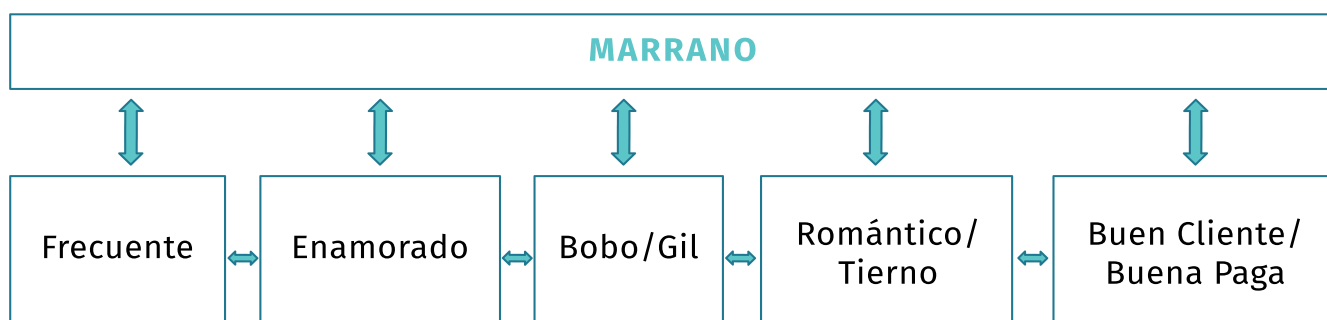 MARRANO
Frecuente
Enamorado
Bobo/Gil
Romántico/
Tierno
Buen Cliente/
Buena Paga